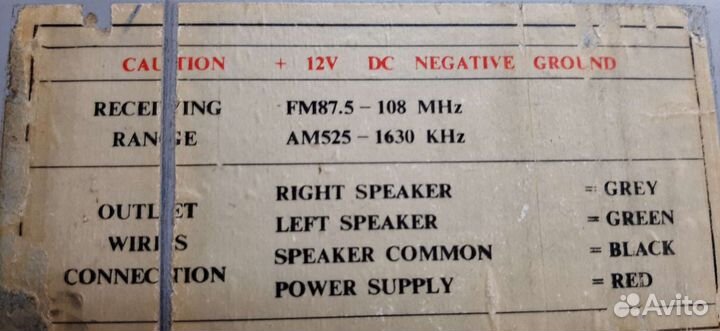 CAUTION + 12V DC NEGATIVE GROUND
RECEIVING FM87.5 - 108 MHz
RANGE AM525 - 1630 KHz
OUTLET WIRES CONNECTION
RIGHT SPEAKER = GREY
LEFT SPEAKER = GREEN
SPEAKER COMMON = BLACK
POWER SUPPLY = RED
Avito